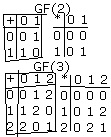 GF(2)
+ 0 1 * 0 1
0 0 1 0 0 0
1 1 0 1 0 1
GF(3)
+ 0 1 2 * 0 1 2
0 0 1 2 0 0 0 0
1 1 2 0 1 0 1 2
2 2 0 1 2 0 2 1